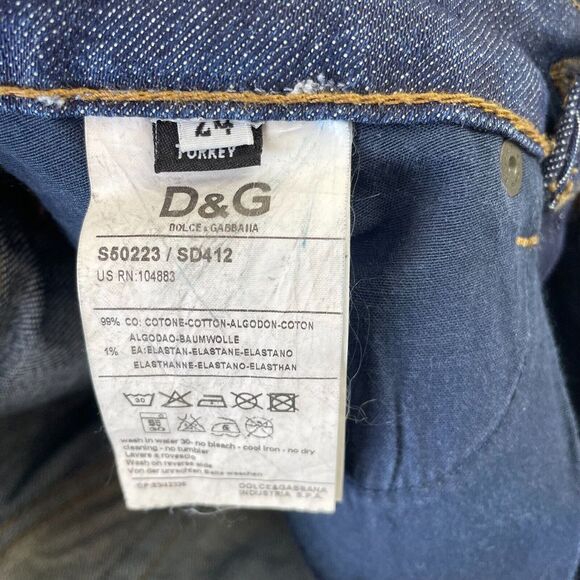 24
TURKEY
D&G
DOLCE & GABBANA
S50223 / SD412
US RN:104883
99% CO: COTONE-COTTON-ALGODON-COTON
ALGODAO-BAUMWOLLE
1% EA:ELASTAN-ELASTANE-ELASTANO
ELASTHANNE-ELASTANO-ELASTHAN
30
wash in water 30- no bleach - cool iron - no dry
cleaning - no tumbler
Lavare a rovescio
Wash on reverse side
Von der unrechten Seite waschen
DOLCE&GABBANA
INDUSTRIA S.P.A.